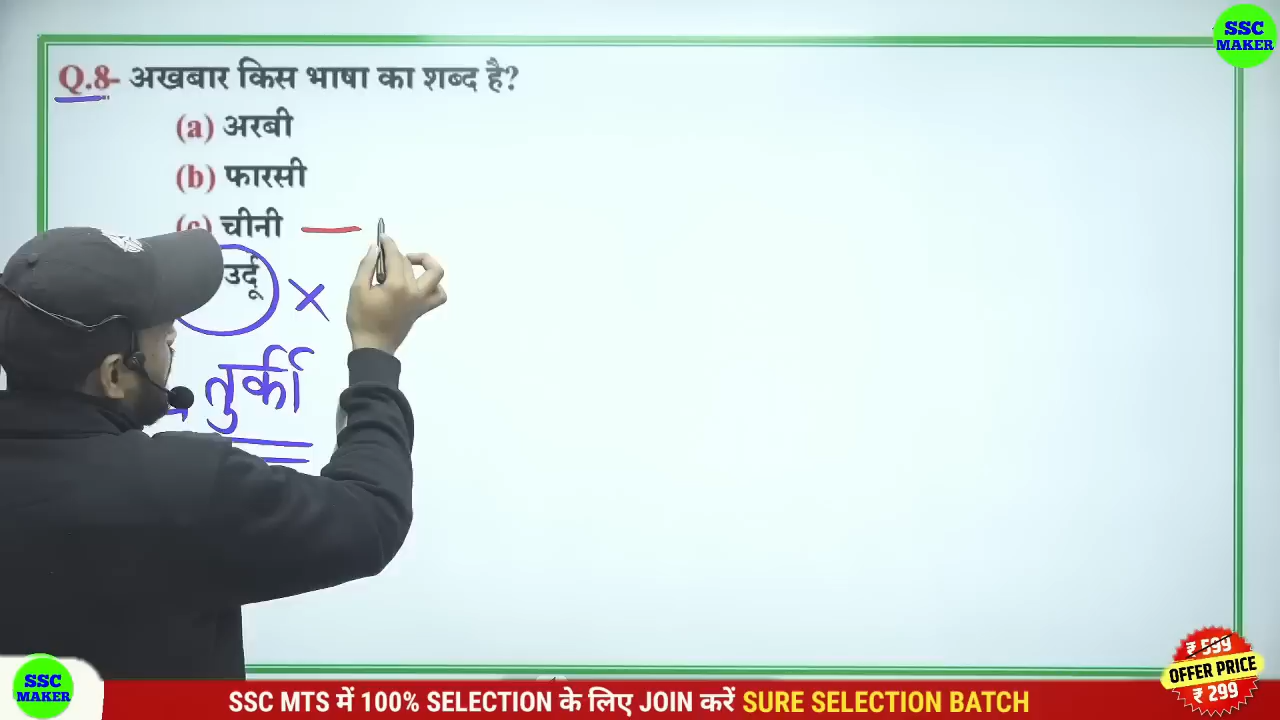 SSC
MAKER
Q.8- अखबार किस भाषा का शब्द है?
(a) अरबी
(b) फारसी
(c) चीनी
उर्दू ×
तुर्की
SSC
MAKER
SSC MTS में 100% SELECTION के लिए JOIN करें SURE SELECTION BATCH
₹ 599
OFFER PRICE
₹ 299